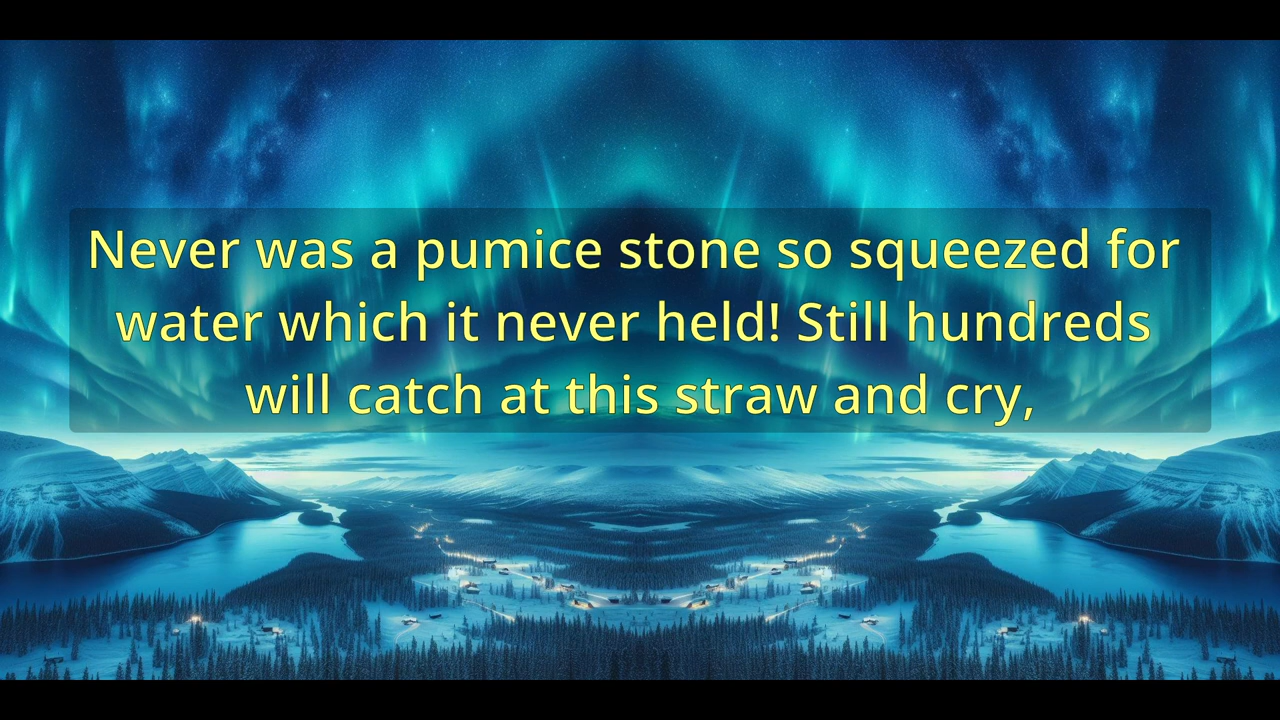 Never was a pumice stone so squeezed for
water which it never held! Still hundreds
will catch at this straw and cry,